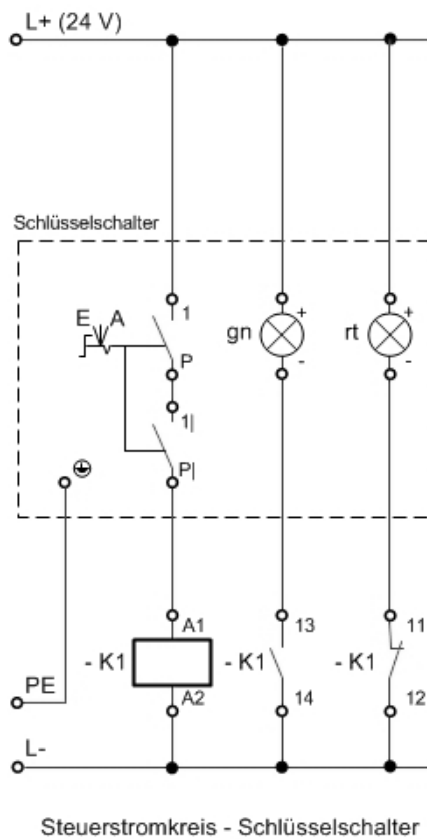 L+ (24 V)
Schlüsselschalter
E A
1
P
1|
P|
gn
+
-
rt
+
-
PE
L-
- K1
A1
A2
- K1
13
14
- K1
11
12
Steuerstromkreis - Schlüsselschalter